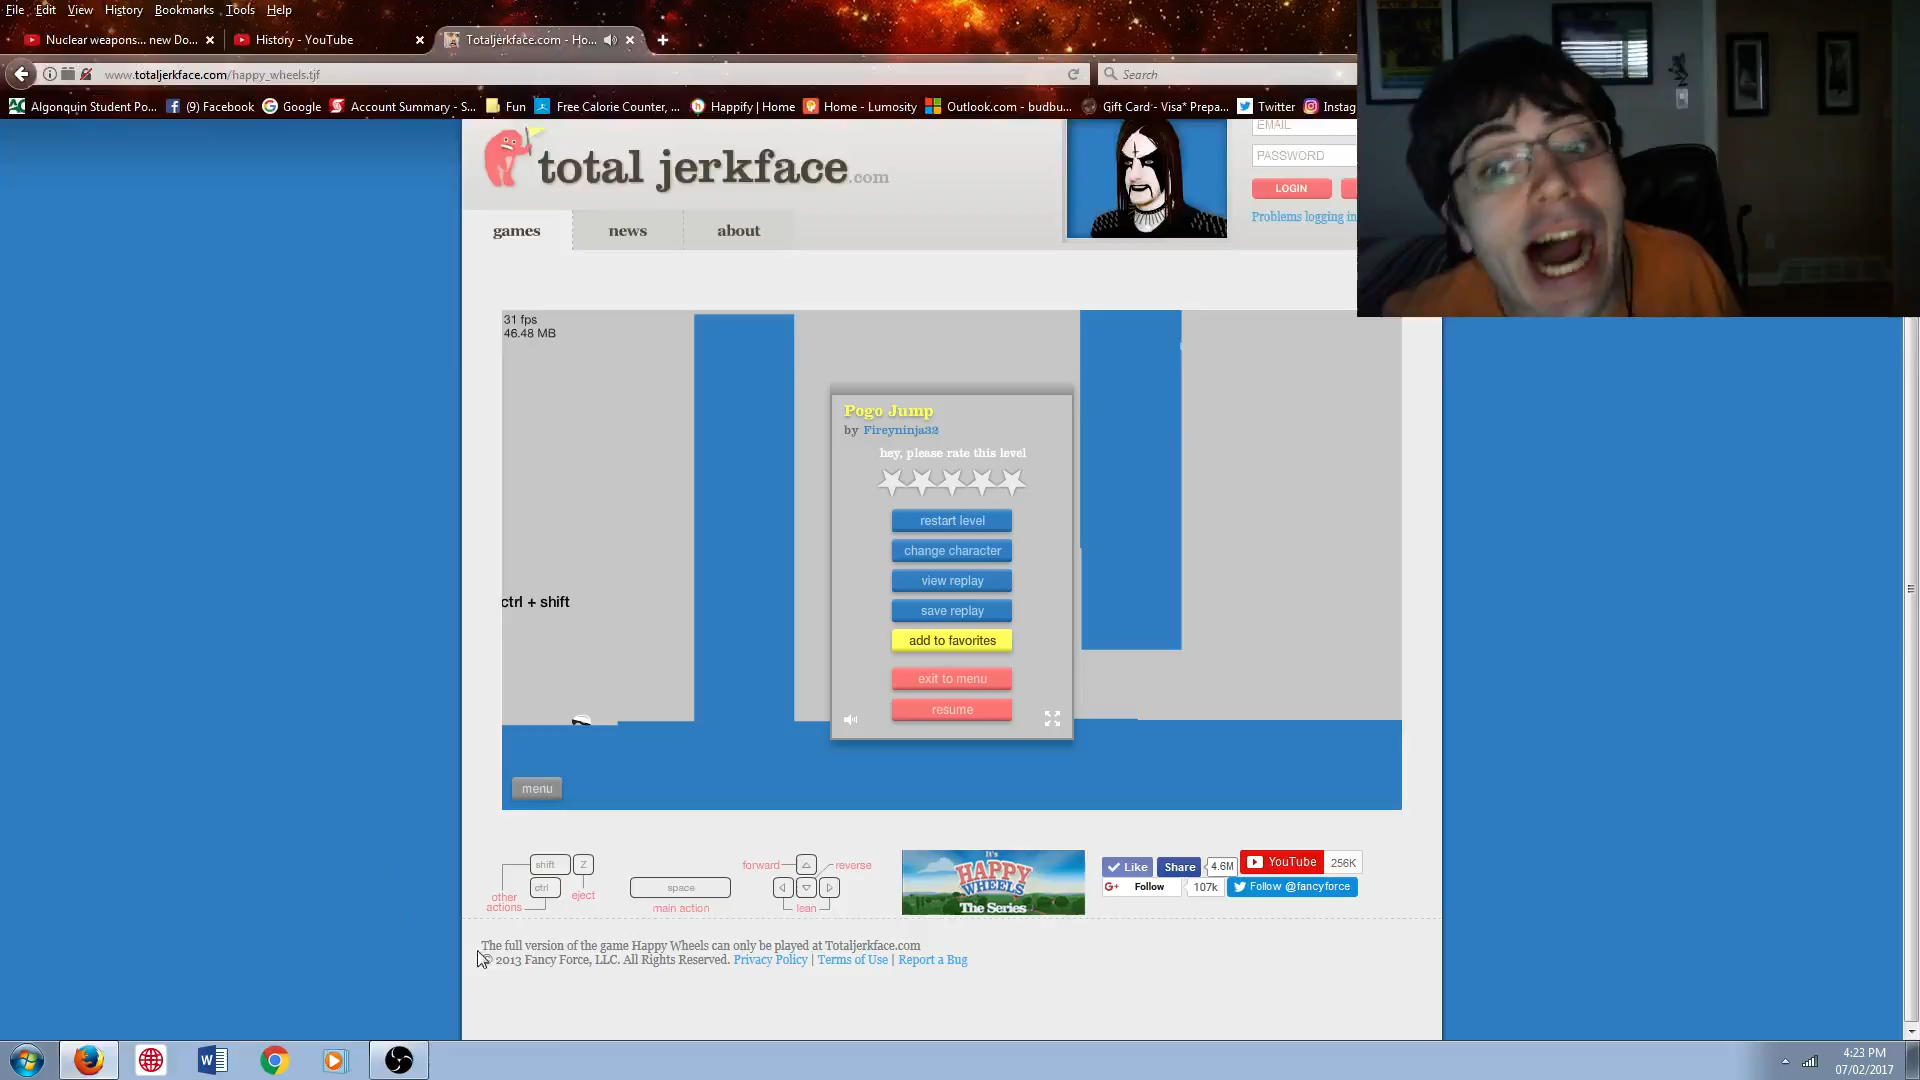 File Edit View History Bookmarks Tools Help
Nuclear weapons... new Do...
History - YouTube
Totaljerkface.com - Ho...
www.totaljerkface.com/happy_wheels.tjf
Search
Algonquin Student Po... (9) Facebook Google Account Summary - S... Fun Free Calorie Counter, ... Happify | Home Home - Lumosity Outlook.com - budbu... Gift Card - Visa* Prepa... Twitter Instag
total jerkface.com
EMAIL
PASSWORD
LOGIN
Problems logging in
games news about
31 fps
46.48 MB
Pogo Jump
by Fireyninja32
hey, please rate this level
restart level
change character
view replay
save replay
add to favorites
exit to menu
resume
ctrl + shift
menu
shift Z
ctrl
other actions
eject
space
main action
forward
reverse
lean
It's
HAPPY
WHEELS
The Series
Like Share 4.6M YouTube 256K
G+ Follow 107k Follow @fancyforce
The full version of the game Happy Wheels can only be played at Totaljerkface.com
© 2013 Fancy Force, LLC. All Rights Reserved. Privacy Policy | Terms of Use | Report a Bug
4:23 PM
07/02/2017